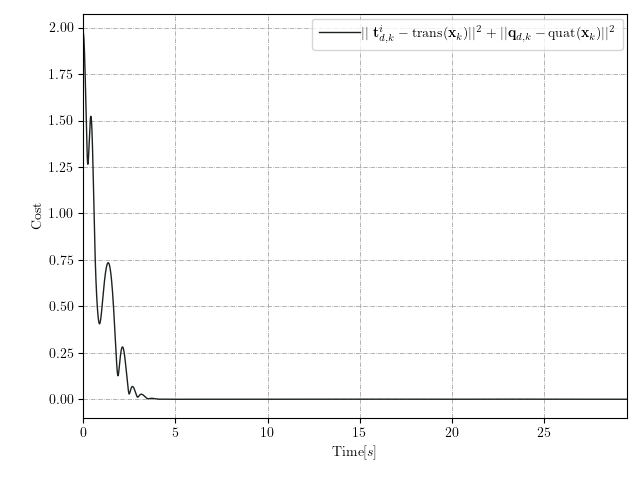 || t^i_{d,k} − trans(x_k)||^2 + ||q_{d,k} − quat(x_k)||^2
2.00
1.75
1.50
1.25
1.00
0.75
0.50
0.25
0.00
Cost
0 5 10 15 20 25
Time[s]